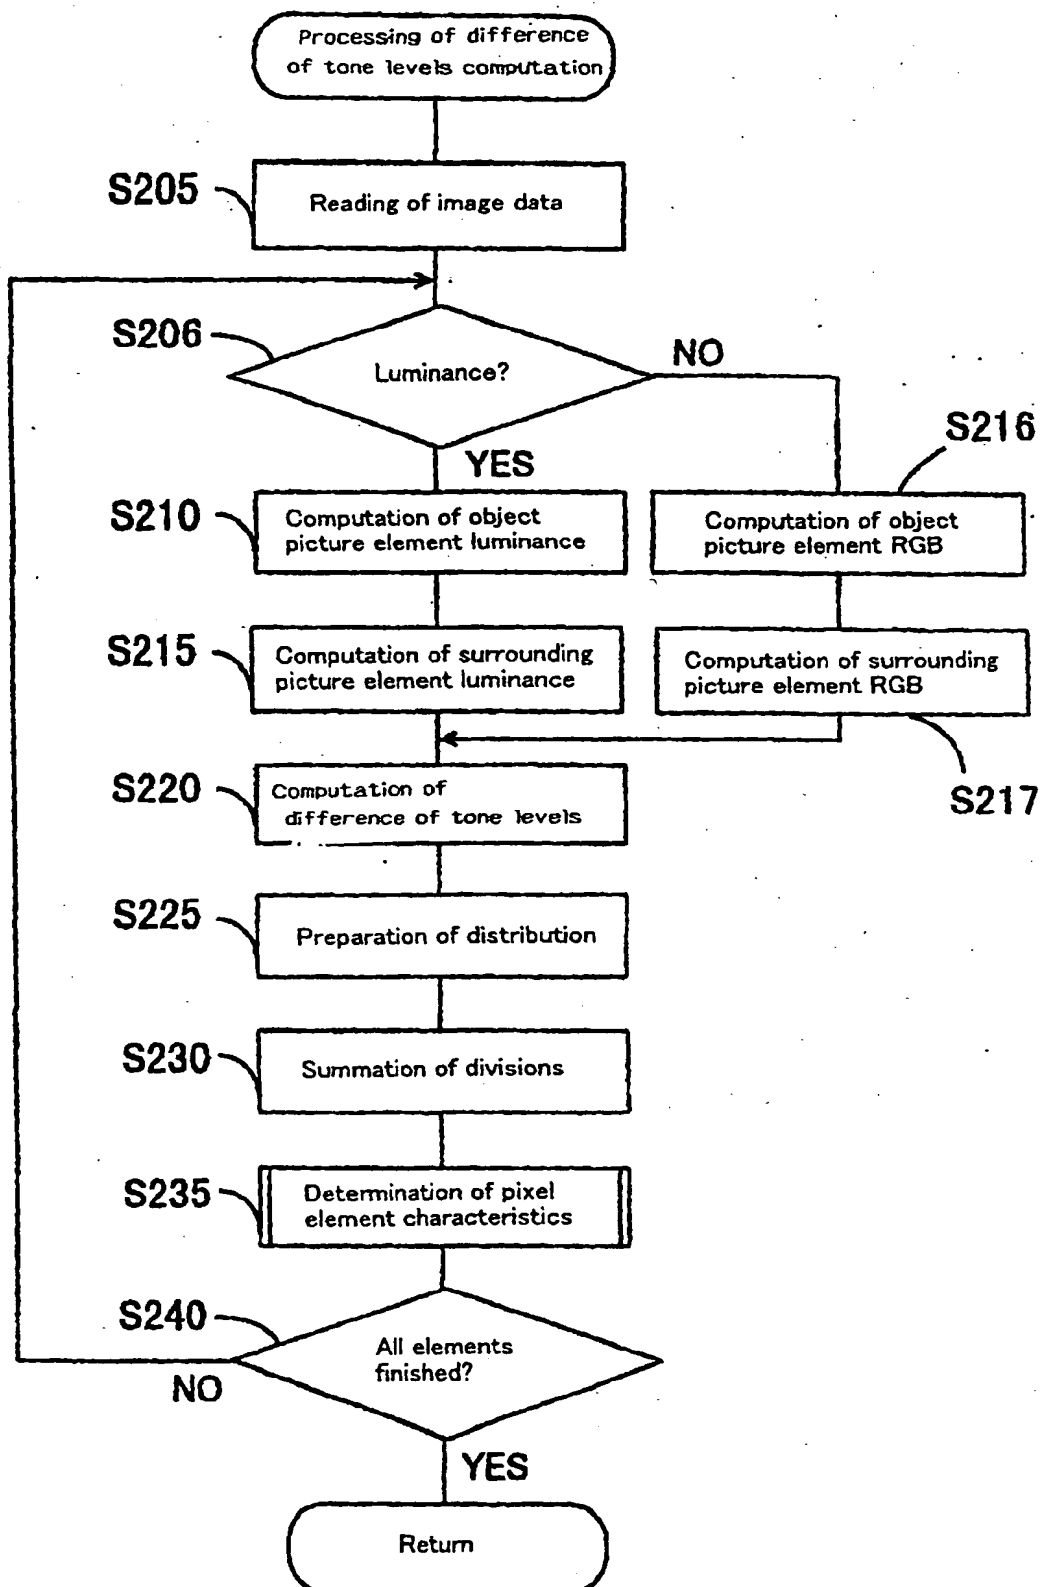 Processing of difference
of tone levels computation
S205
Reading of image data
S206
Luminance?
NO
YES
S216
S210
Computation of object
picture element luminance
Computation of object
picture element RGB
S215
Computation of surrounding
picture element luminance
Computation of surrounding
picture element RGB
S217
S220
Computation of
difference of tone levels
S225
Preparation of distribution
S230
Summation of divisions
S235
Determination of pixel
element characteristics
S240
All elements
finished?
NO
YES
Return